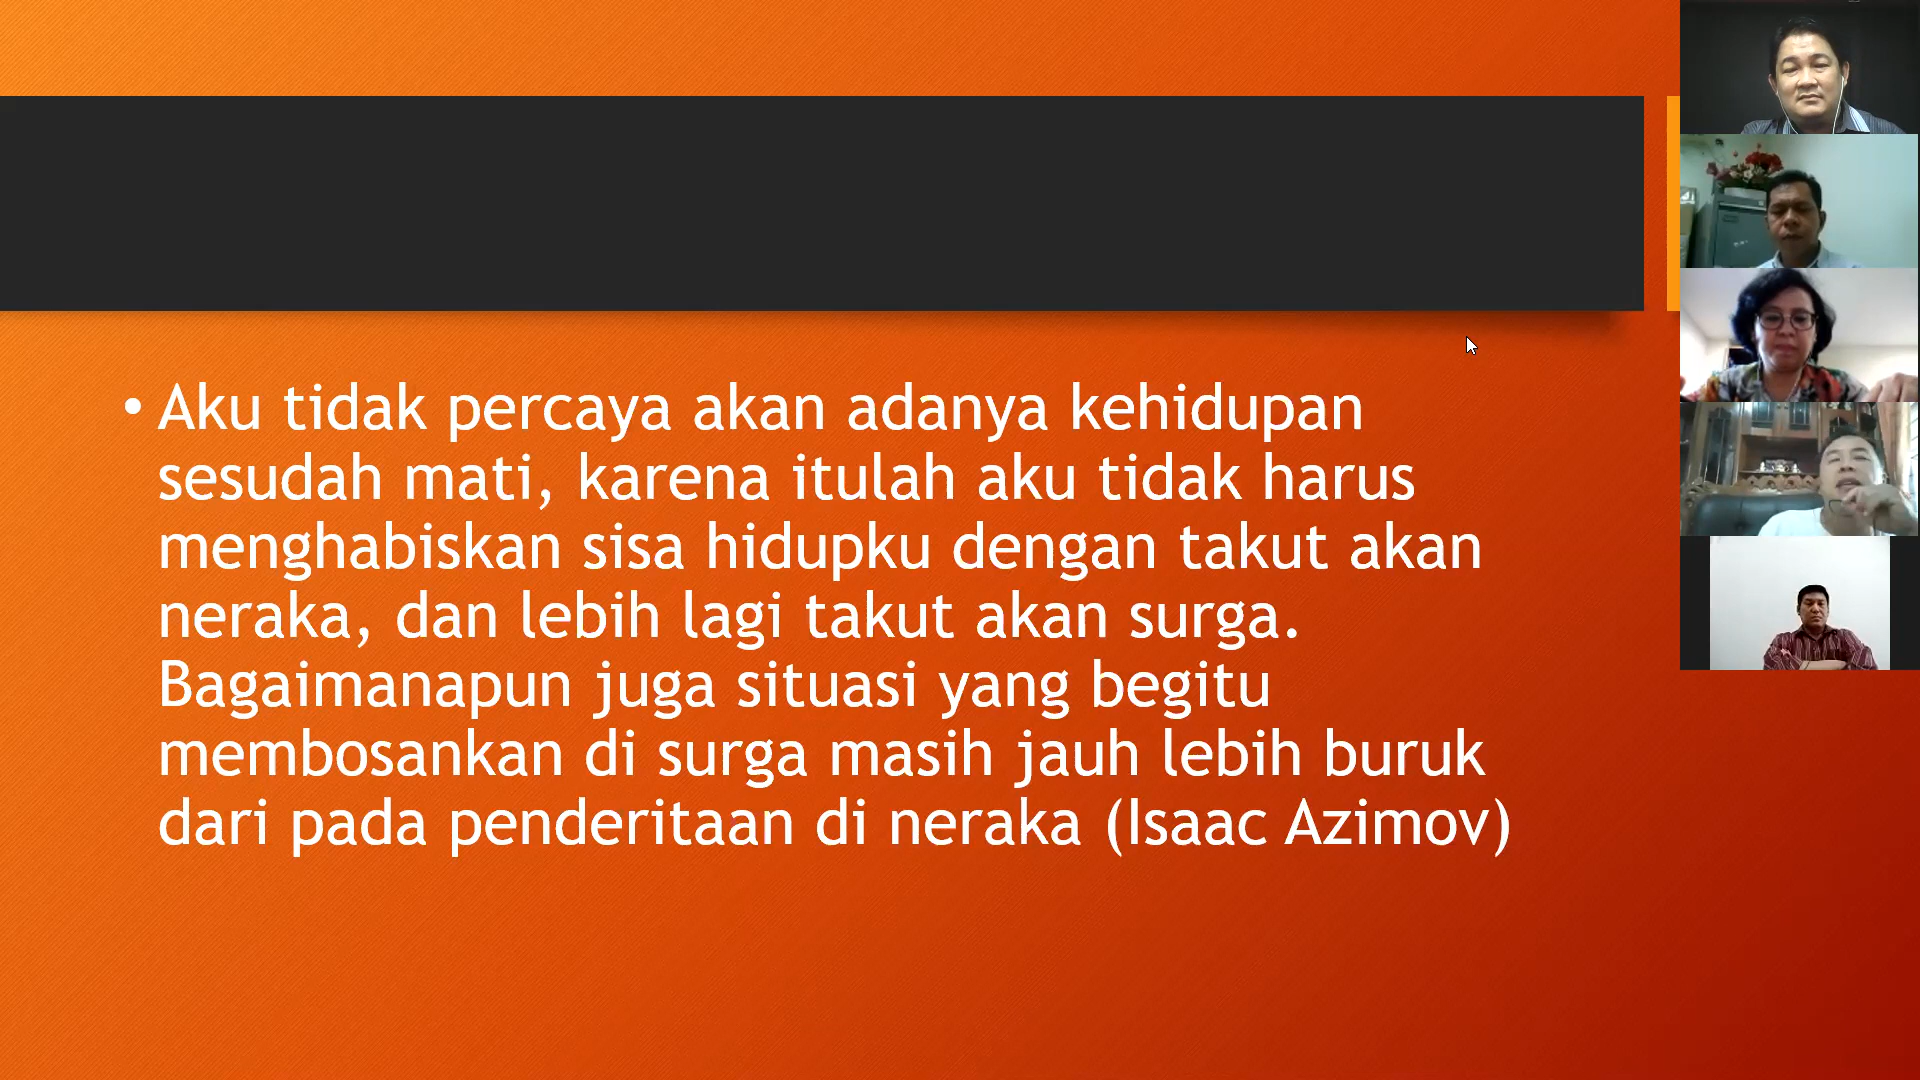 • Aku tidak percaya akan adanya kehidupan
sesudah mati, karena itulah aku tidak harus
menghabiskan sisa hidupku dengan takut akan
neraka, dan lebih lagi takut akan surga.
Bagaimanapun juga situasi yang begitu
membosankan di surga masih jauh lebih buruk
dari pada penderitaan di neraka (Isaac Azimov)